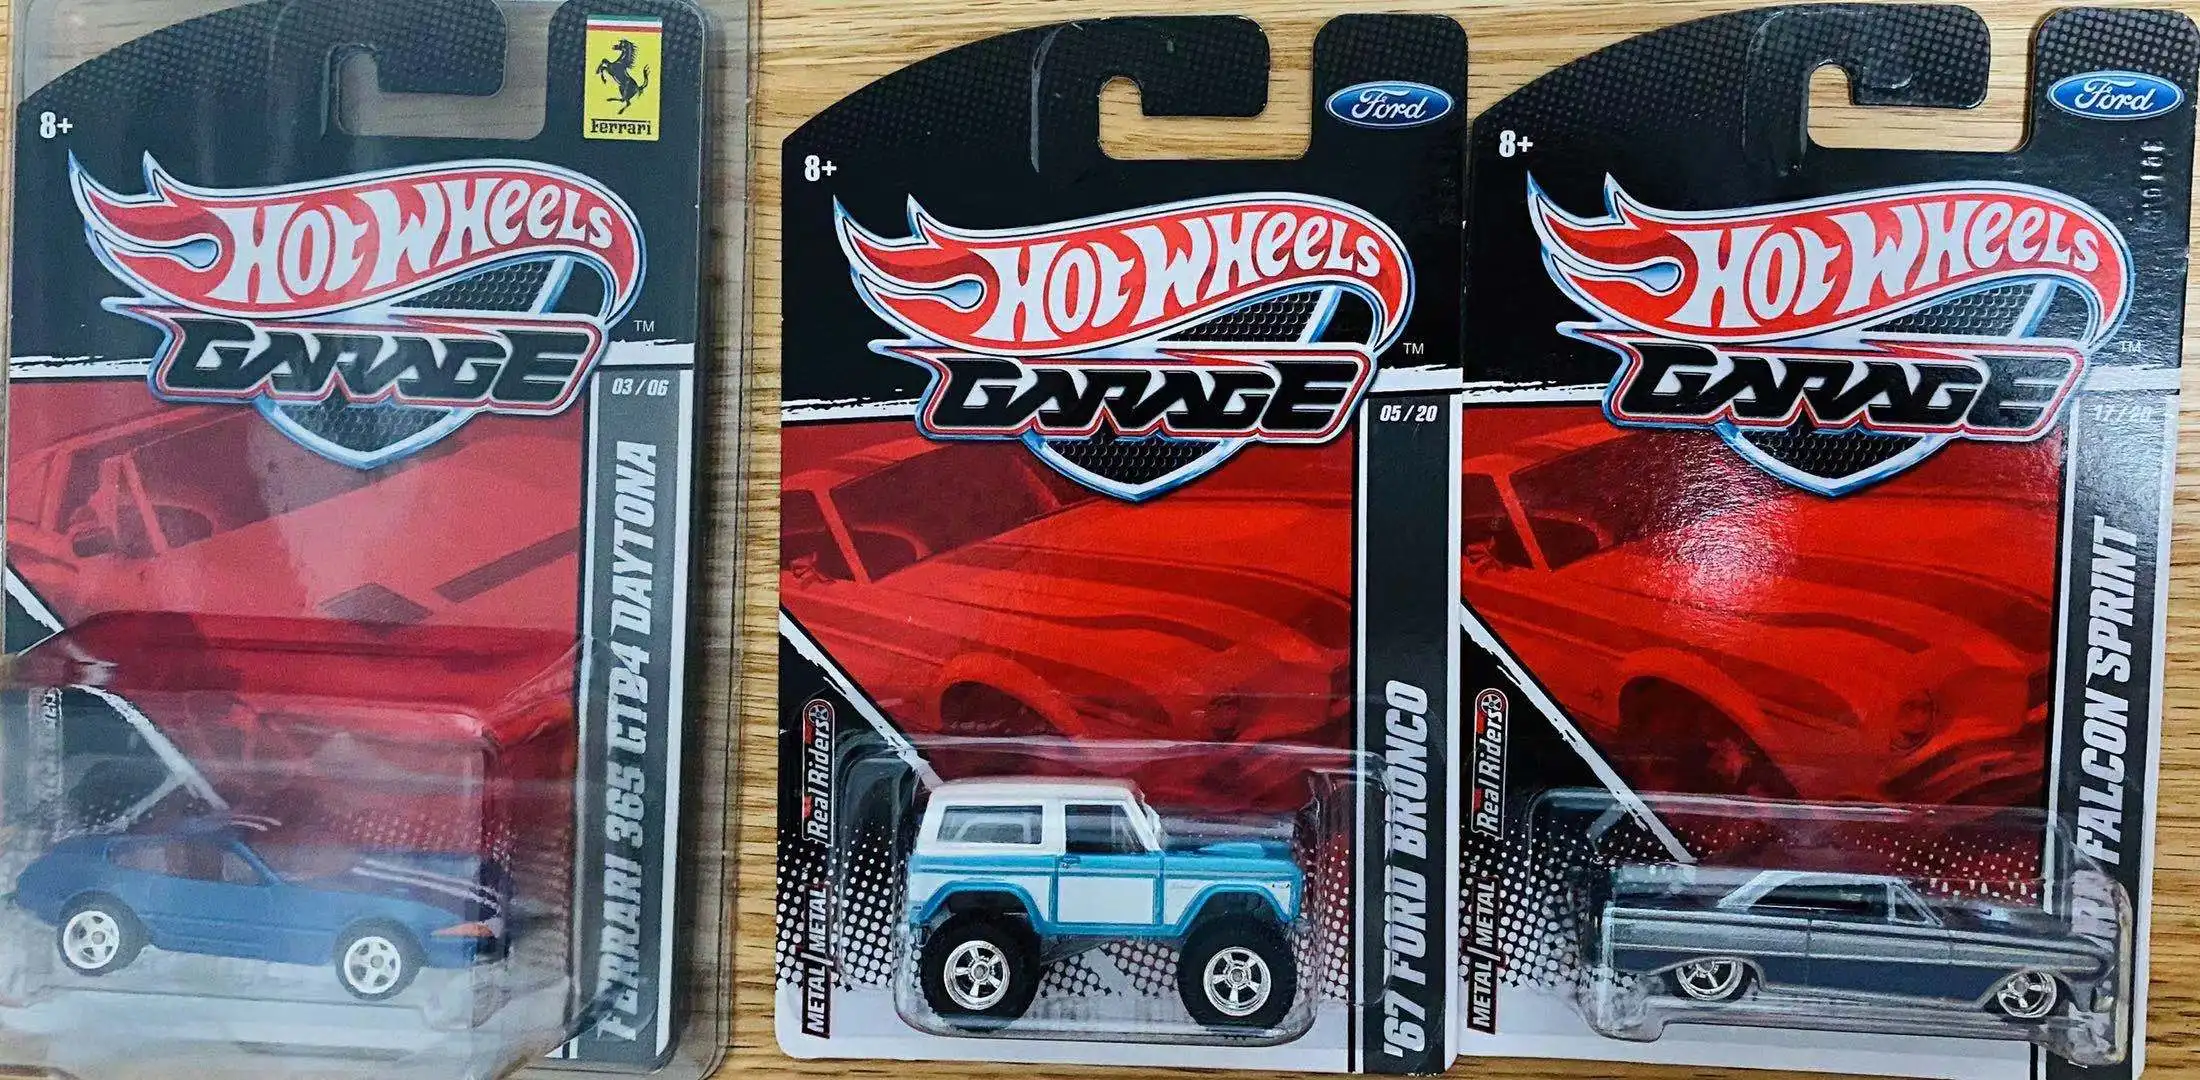 8+
Ferrari
HOT WHEELS
TM
GARAGE
03/06
FERRARI 365 GTB4 DAYTONA
8+
Ford
HOT WHEELS
TM
GARAGE
05/20
'67 FORD BRONCO
Real Riders
METAL/METAL
8+
Ford
HOT WHEELS
TM
GARAGE
17/20
FALCON SPRINT
Real Riders
METAL/METAL